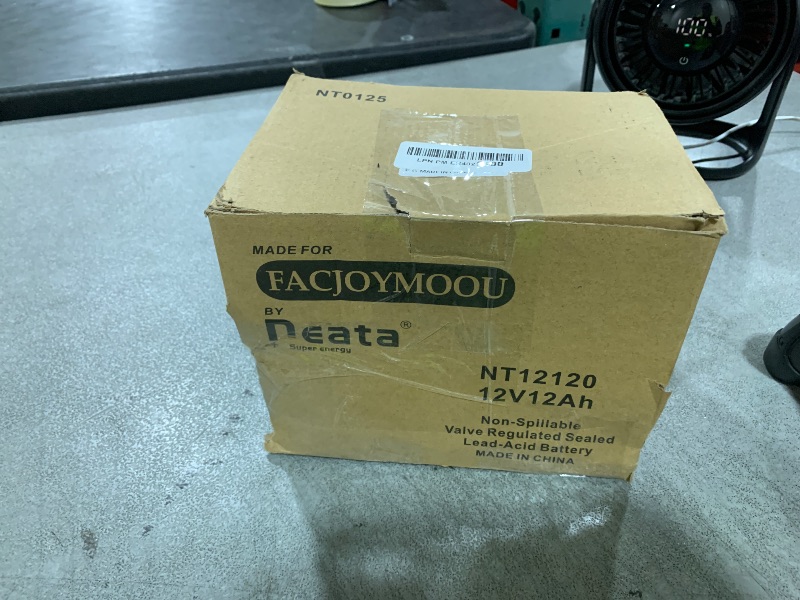 100
NT0125
MADE FOR
FACJOYMOOU
BY
Neata®
Super energy
NT12120
12V12Ah
Non-Spillable
Valve Regulated Sealed
Lead-Acid Battery
MADE IN CHINA